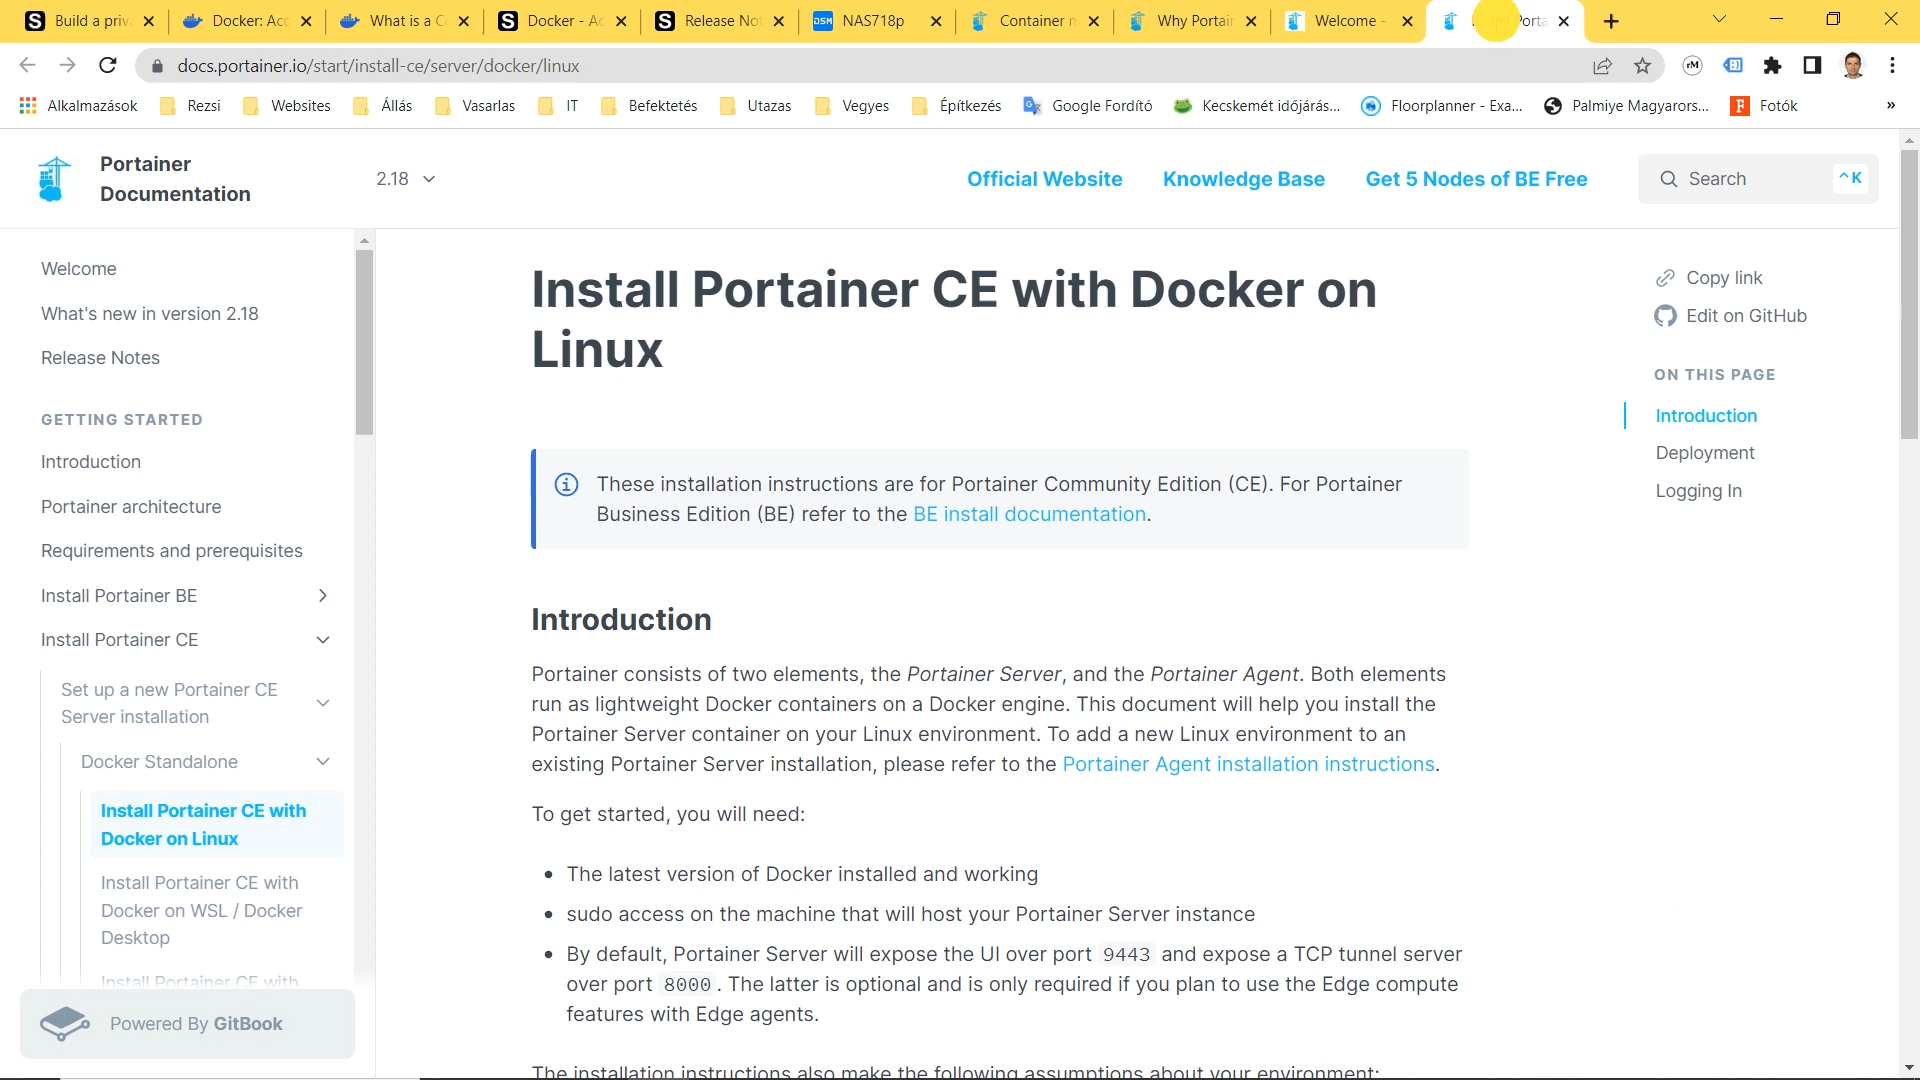 Build a priv
Docker: Acc
What is a Co
Docker - Ad
Release Not
NAS718p
Container m
Why Portain
Welcome -
Porta
docs.portainer.io/start/install-ce/server/docker/linux
Alkalmazások
Rezsi
Websites
Állás
Vasarlas
IT
Befektetés
Utazas
Vegyes
Építkezés
Google Fordító
Kecskemét időjárás...
Floorplanner - Exa...
Palmiye Magyarors...
Fotók
»
Portainer
Documentation
2.18
Official Website
Knowledge Base
Get 5 Nodes of BE Free
Search
⌃K
Welcome
What's new in version 2.18
Release Notes
GETTING STARTED
Introduction
Portainer architecture
Requirements and prerequisites
Install Portainer BE
Install Portainer CE
Set up a new Portainer CE
Server installation
Docker Standalone
Install Portainer CE with
Docker on Linux
Install Portainer CE with
Docker on WSL / Docker
Desktop
Install Portainer CE with
Powered By GitBook
Install Portainer CE with Docker on
Linux
These installation instructions are for Portainer Community Edition (CE). For Portainer
Business Edition (BE) refer to the BE install documentation.
Introduction
Portainer consists of two elements, the Portainer Server, and the Portainer Agent. Both elements
run as lightweight Docker containers on a Docker engine. This document will help you install the
Portainer Server container on your Linux environment. To add a new Linux environment to an
existing Portainer Server installation, please refer to the Portainer Agent installation instructions.
To get started, you will need:
• The latest version of Docker installed and working
• sudo access on the machine that will host your Portainer Server instance
• By default, Portainer Server will expose the UI over port 9443 and expose a TCP tunnel server
over port 8000. The latter is optional and is only required if you plan to use the Edge compute
features with Edge agents.
The installation instructions also make the following assumptions about your environment:
Copy link
Edit on GitHub
ON THIS PAGE
Introduction
Deployment
Logging In